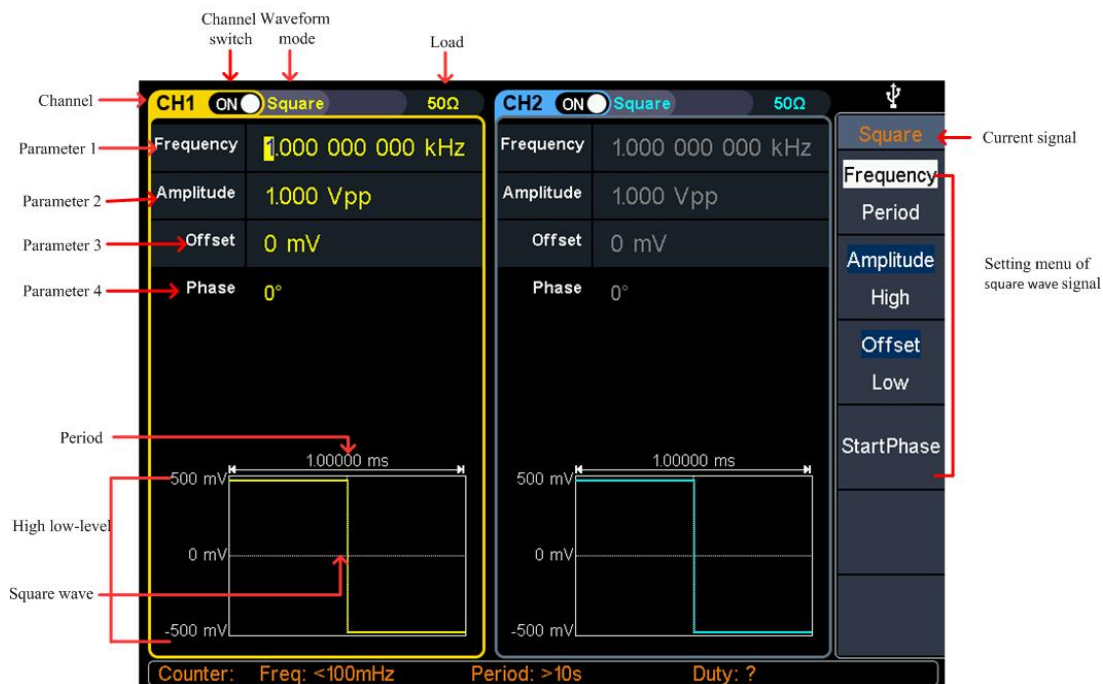 Channel switch
Waveform mode
Load
Channel
Parameter 1
Parameter 2
Parameter 3
Parameter 4
Period
High low-level
Square wave
CH1 ON Square 50Ω
Frequency 1.000 000 000 kHz
Amplitude 1.000 Vpp
Offset 0 mV
Phase 0°
1.00000 ms
500 mV
0 mV
-500 mV
CH2 ON Square 50Ω
Frequency 1.000 000 000 kHz
Amplitude 1.000 Vpp
Offset 0 mV
Phase 0°
1.00000 ms
500 mV
0 mV
-500 mV
Square
Frequency
Period
Amplitude
High
Offset
Low
StartPhase
Current signal
Setting menu of
square wave signal
Counter: Freq: <100mHz Period: >10s Duty: ?